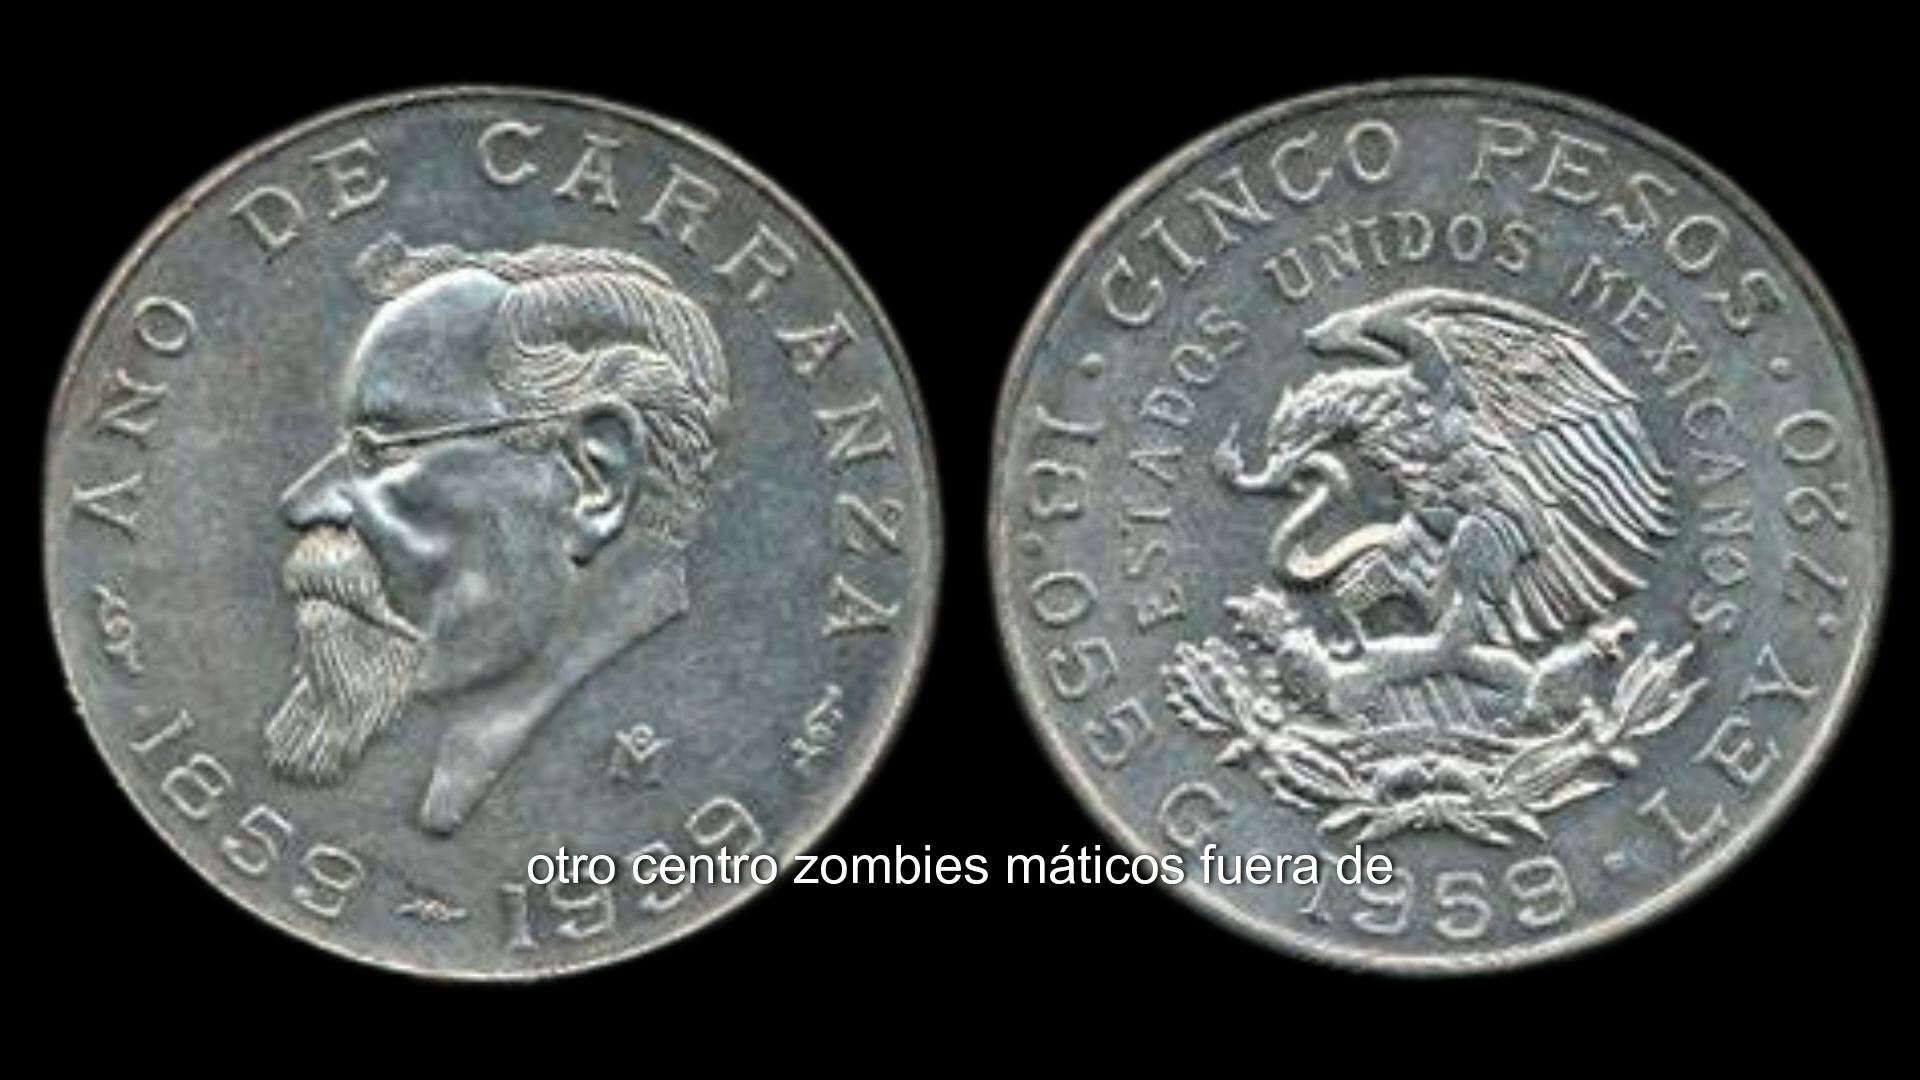 AÑO DE CARRANZA
1859 - 1959
CINCO PESOS
ESTADOS UNIDOS MEXICANOS
18.055 G
1959
LEY .720
otro centro zombies máticos fuera de